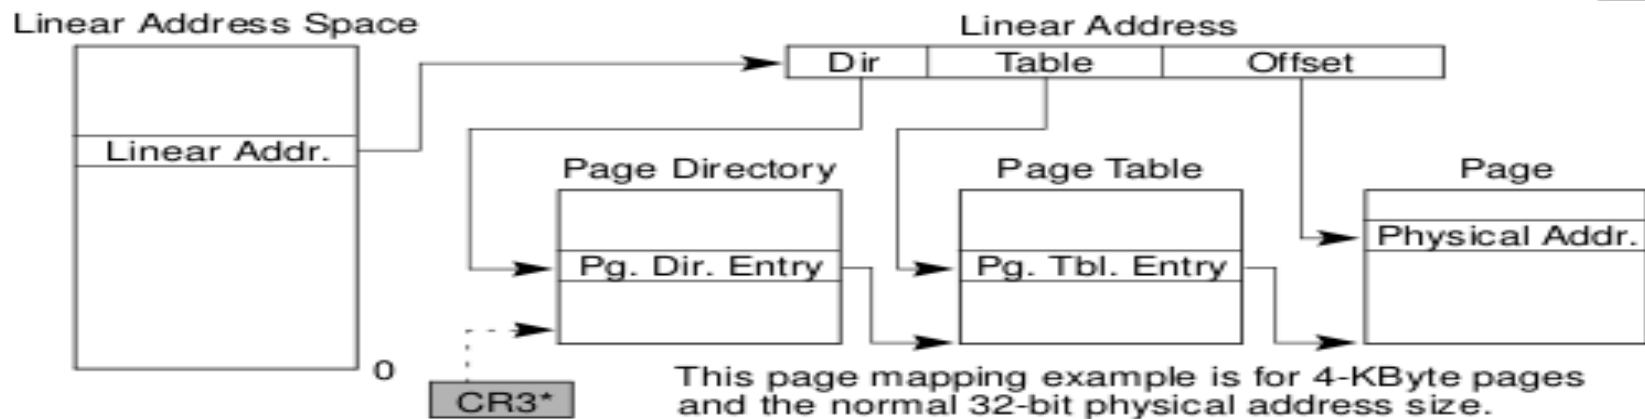 Linear Address Space
Linear Address
Dir
Table
Offset
Linear Addr.
Page Directory
Page Table
Page
Physical Addr.
Pg. Dir. Entry
Pg. Tbl. Entry
0
CR3*
This page mapping example is for 4-KByte pages
and the normal 32-bit physical address size.